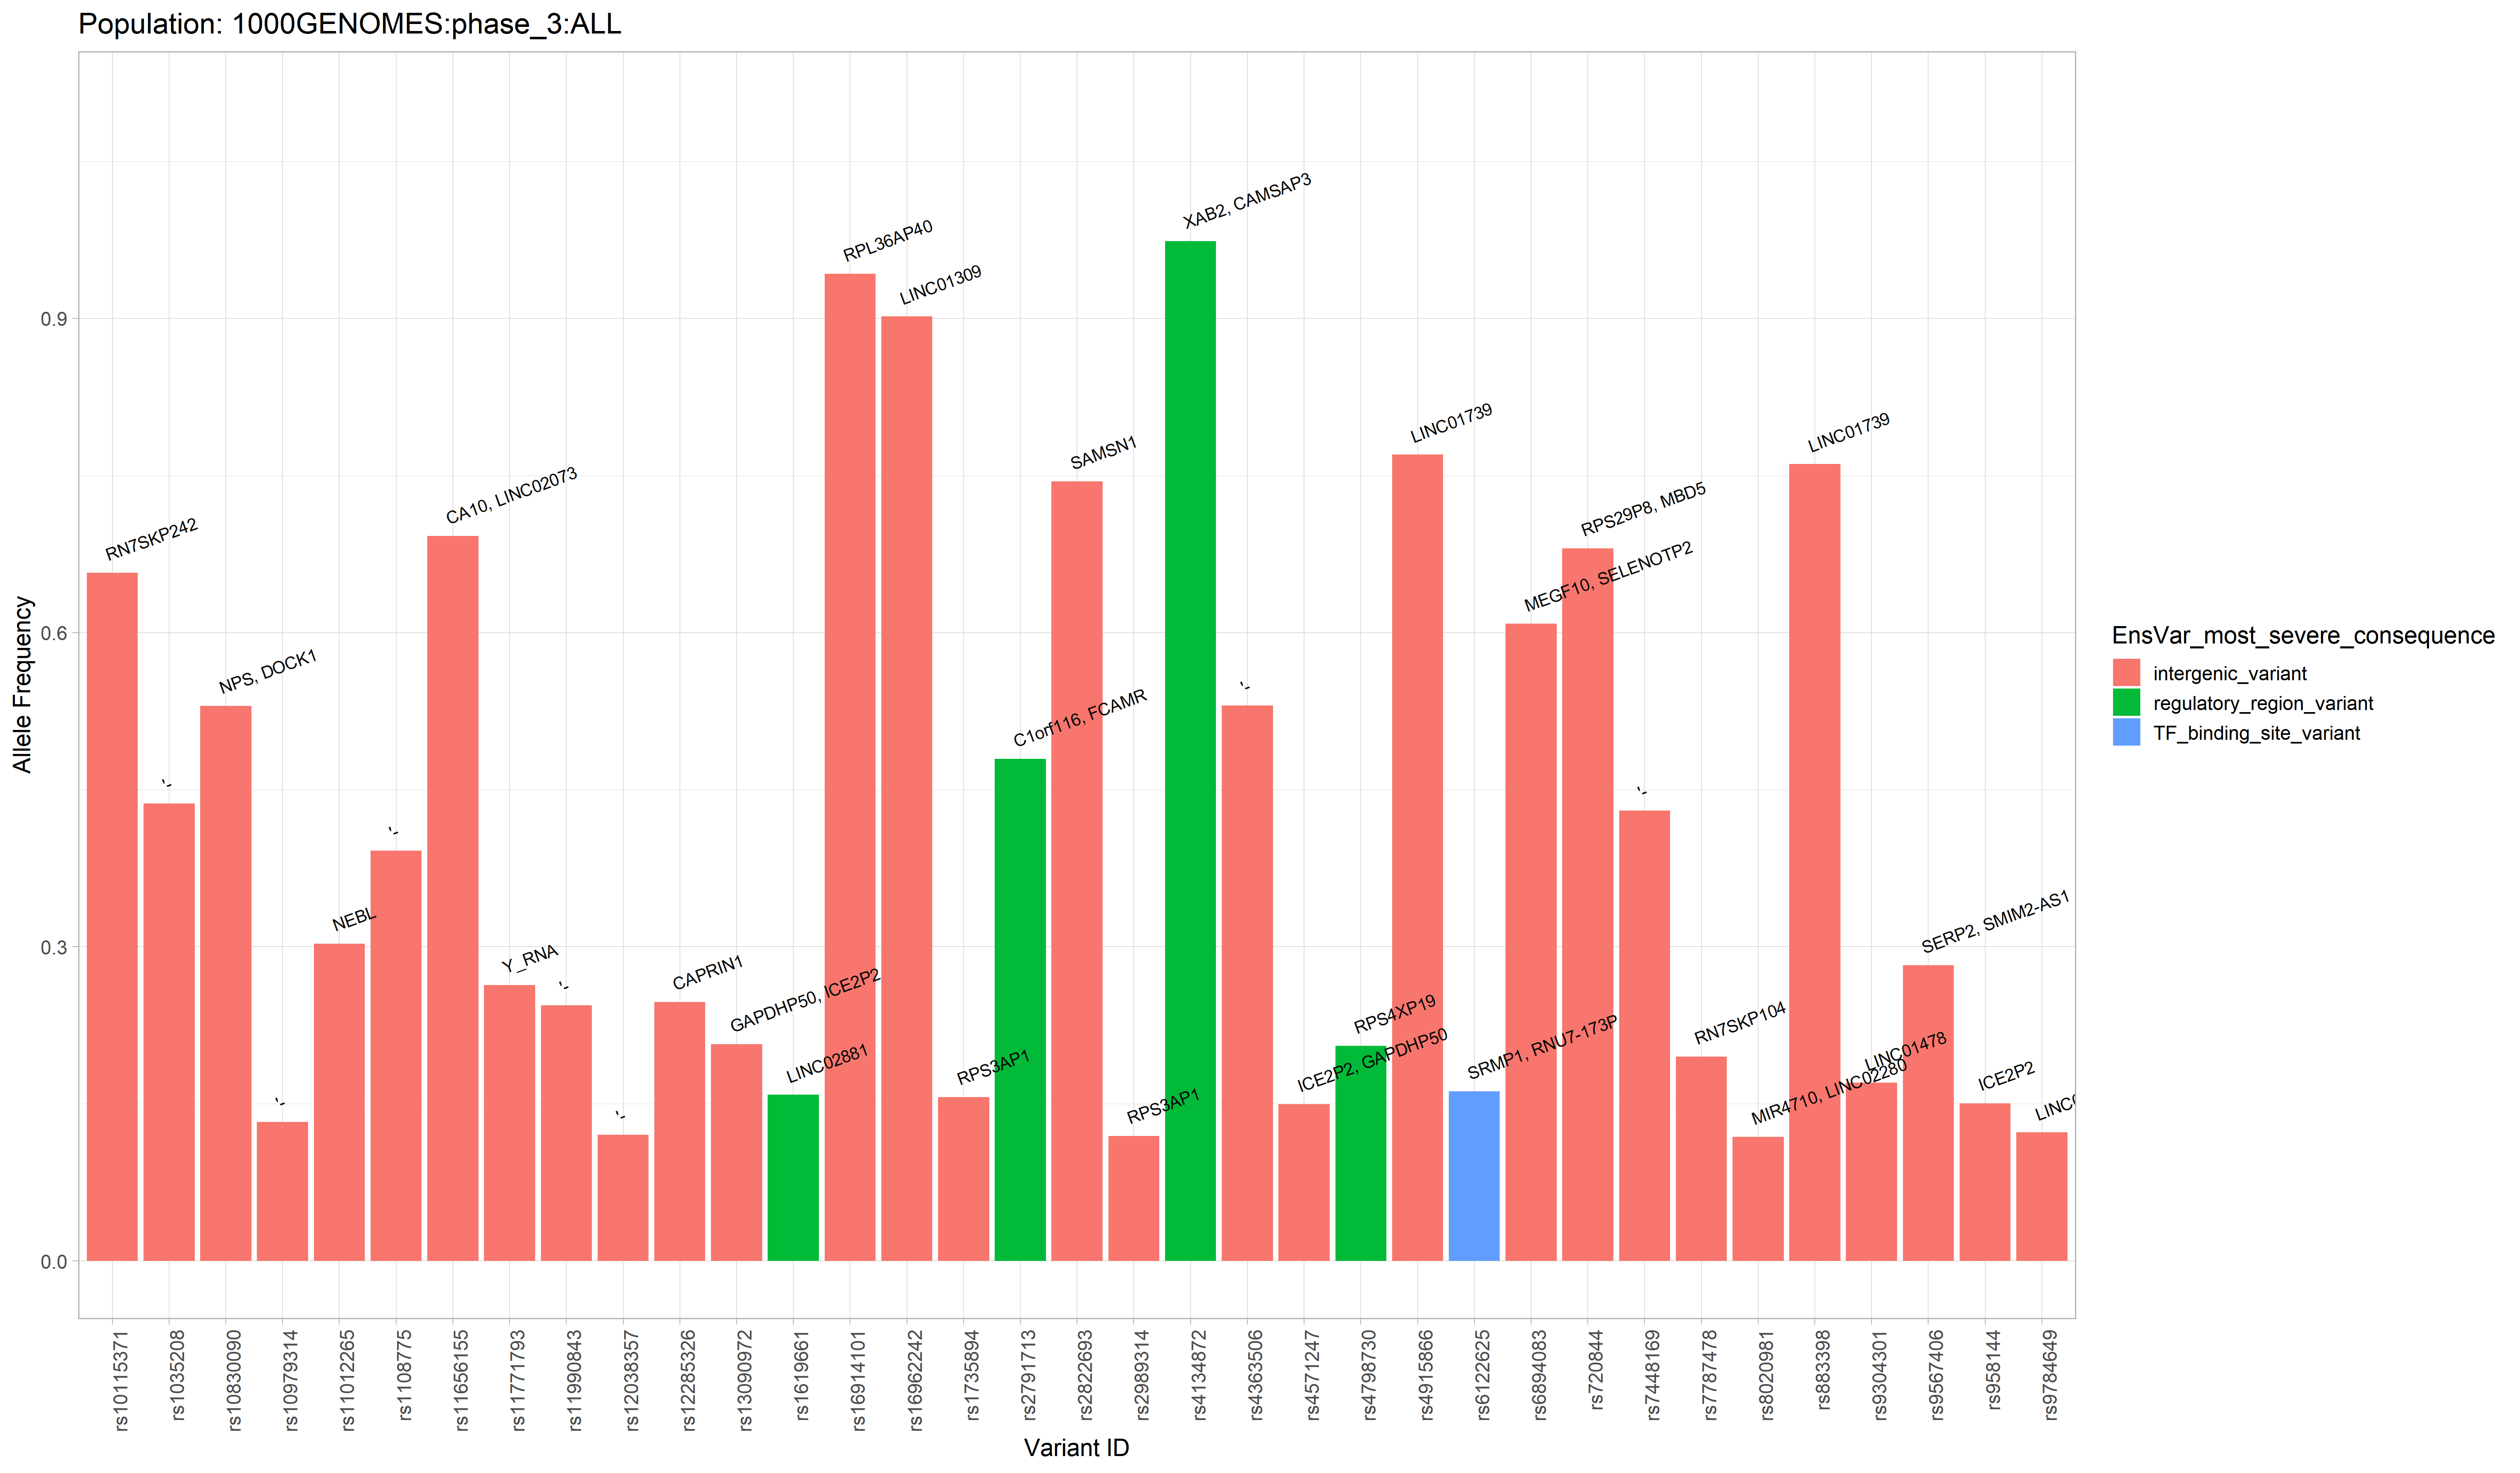 Population: 1000GENOMES:phase_3:ALL
Allele Frequency
0.9
0.6
0.3
0.0
RN7SKP242
'-
NPS, DOCK1
'-
NEBL
'-
CA10, LINC02073
Y_RNA
'-
'-
CAPRIN1
GAPDHP50, ICE2P2
LINC02881
RPL36AP40
LINC01309
RPS3AP1
C1orf116, FCAMR
SAMSN1
RPS3AP1
XAB2, CAMSAP3
'-
ICE2P2, GAPDHP50
RPS4XP19
LINC01739
SRMP1, RNU7-173P
MEGF10, SELENOTP2
RPS29P8, MBD5
'-
RN7SKP104
MIR4710, LINC02280
LINC01739
LINC01478
SERP2, SMIM2-AS1
ICE2P2
rs10115371
rs1035208
rs10830090
rs10979314
rs11012265
rs1108775
rs11656155
rs11771793
rs11990843
rs12038357
rs12285326
rs13090972
rs1619661
rs16914101
rs16962242
rs1735894
rs2791713
rs2822693
rs2989314
rs4134872
rs4363506
rs4571247
rs4798730
rs4915866
rs6122625
rs6894083
rs720844
rs7448169
rs7787478
rs8020981
rs883398
rs9304301
rs9567406
rs958144
rs9784649
Variant ID
EnsVar_most_severe_consequence
intergenic_variant
regulatory_region_variant
TF_binding_site_variant